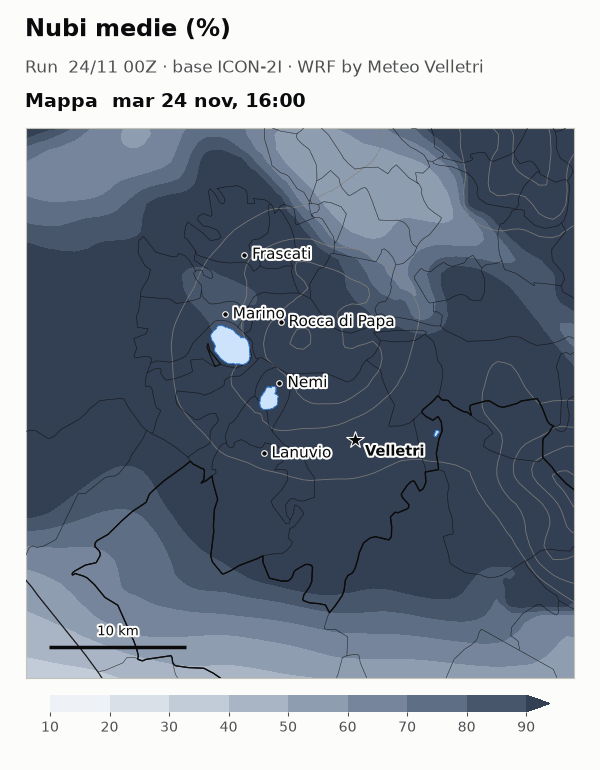 Nubi medie (%)
Run 24/11 00Z · base ICON-2I · WRF by Meteo Velletri
Mappa mar 24 nov, 16:00
Frascati
Marino
Rocca di Papa
Nemi
Velletri
Lanuvio
10 km
10 20 30 40 50 60 70 80 90